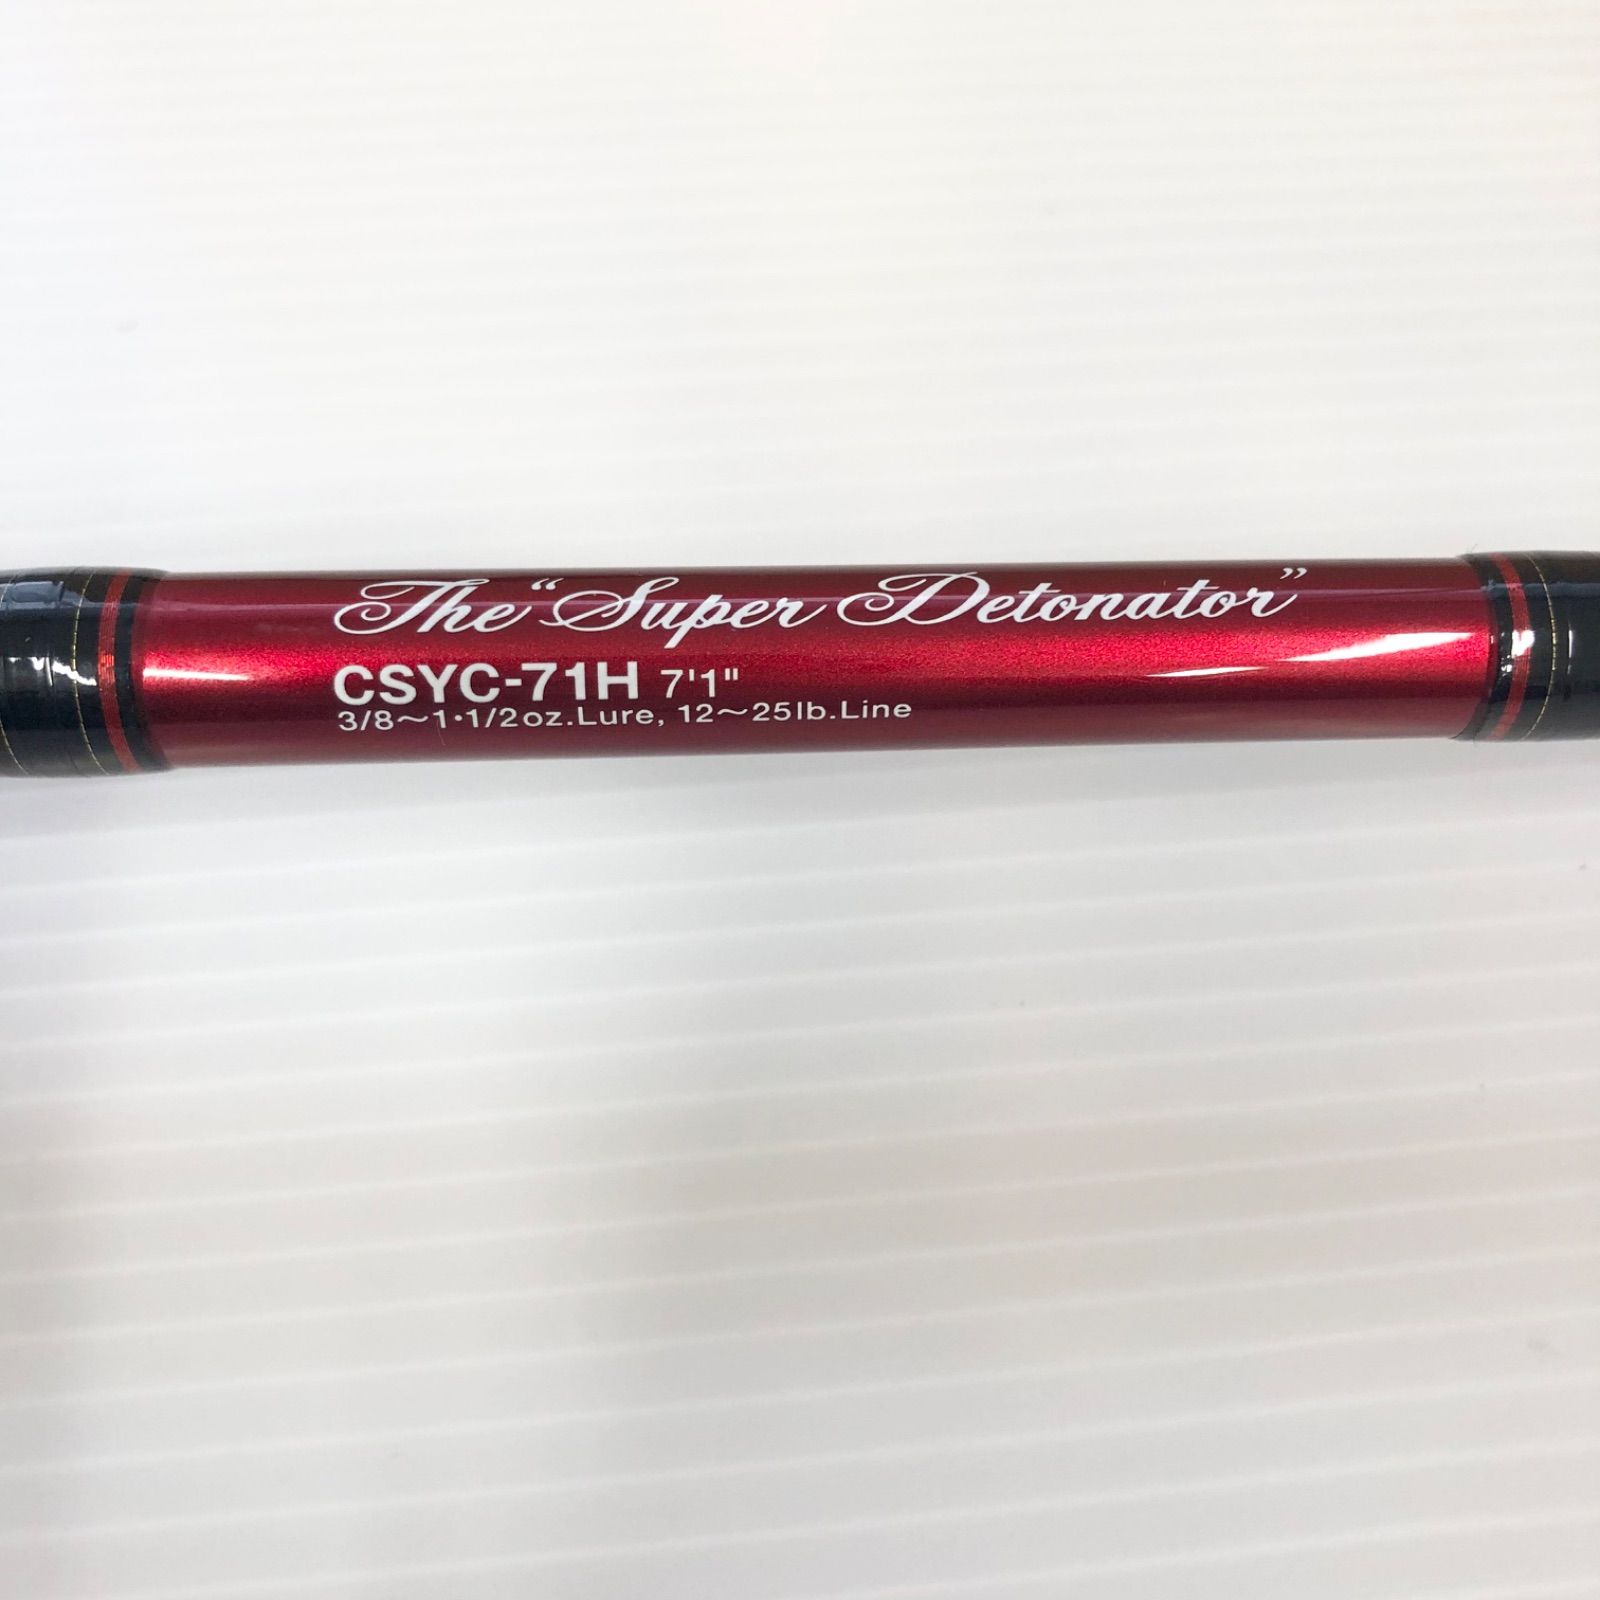 The “Super Detonator”
CSYC-71H 7'1"
3/8～1･1/2oz.Lure, 12～25lb.Line